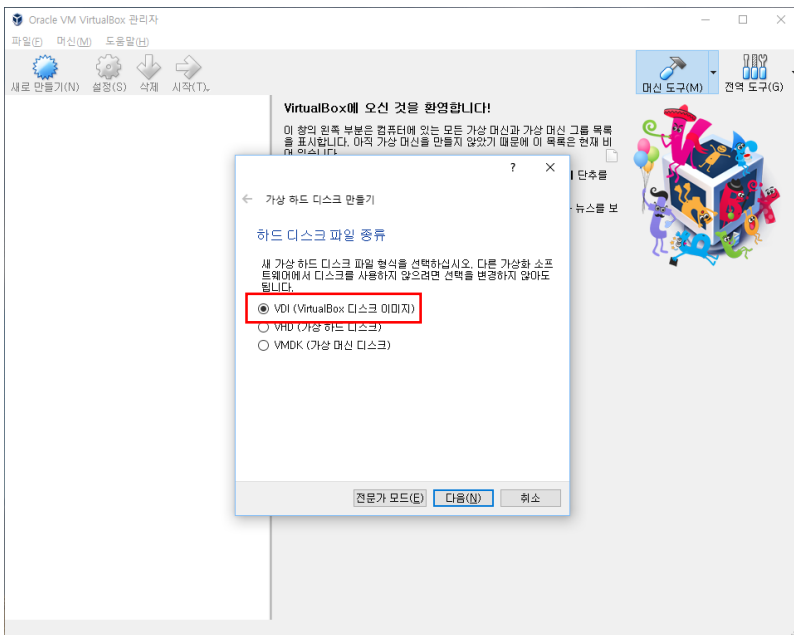 Oracle VM VirtualBox 관리자
파일(F) 머신(M) 도움말(H)
새로 만들기(N) 설정(S) 삭제 시작(T)
머신 도구(M) 전역 도구(G)
VirtualBox에 오신 것을 환영합니다!
이 창의 왼쪽 부분은 컴퓨터에 있는 모든 가상 머신과 가상 머신 그룹 목록
을 표시합니다. 아직 가상 머신을 만들지 않았기 때문에 이 목록은 현재 비
어 있습니다.
단추를
뉴스를 보
?
가상 하드 디스크 만들기
하드 디스크 파일 종류
새 가상 하드 디스크 파일 형식을 선택하십시오. 다른 가상화 소프
트웨어에서 디스크를 사용하지 않으려면 선택을 변경하지 않아도
됩니다.
VDI (VirtualBox 디스크 이미지)
VHD (가상 하드 디스크)
VMDK (가상 머신 디스크)
전문가 모드(E) 다음(N) 취소